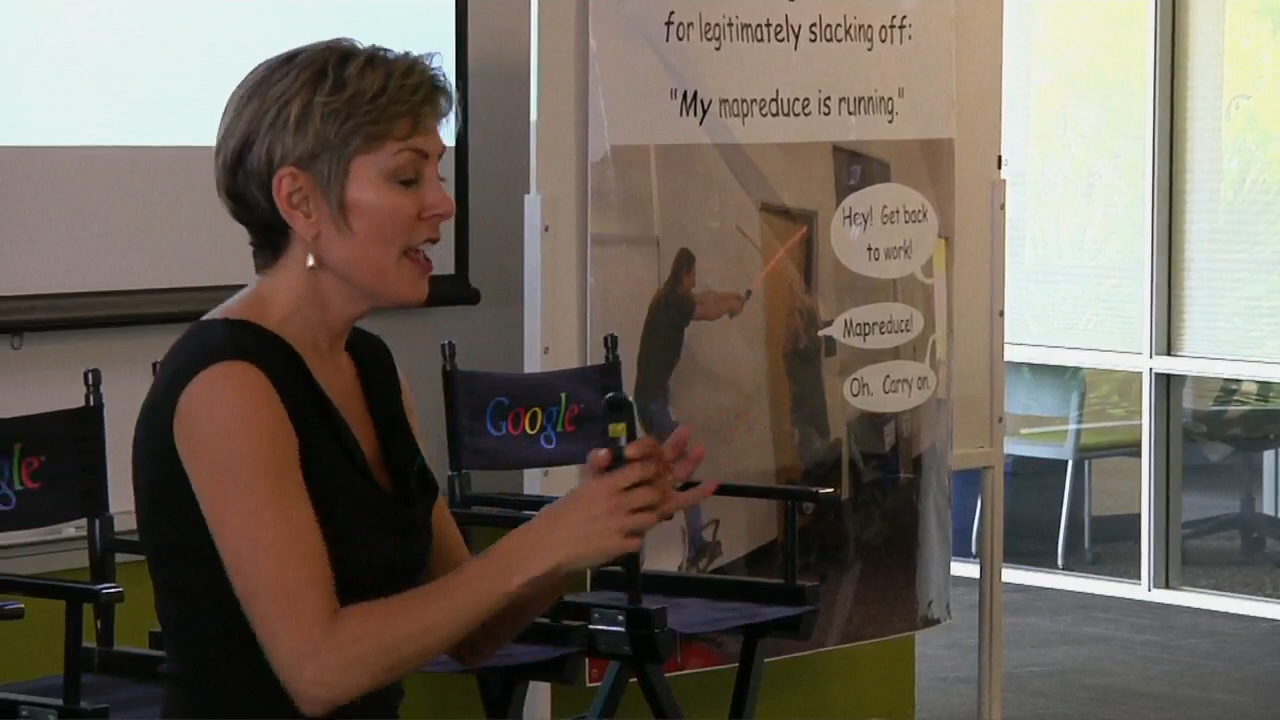 for legitimately slacking off:
"My mapreduce is running."
Hey! Get back
to work!
Mapreduce!
Oh. Carry on.
Google
gle